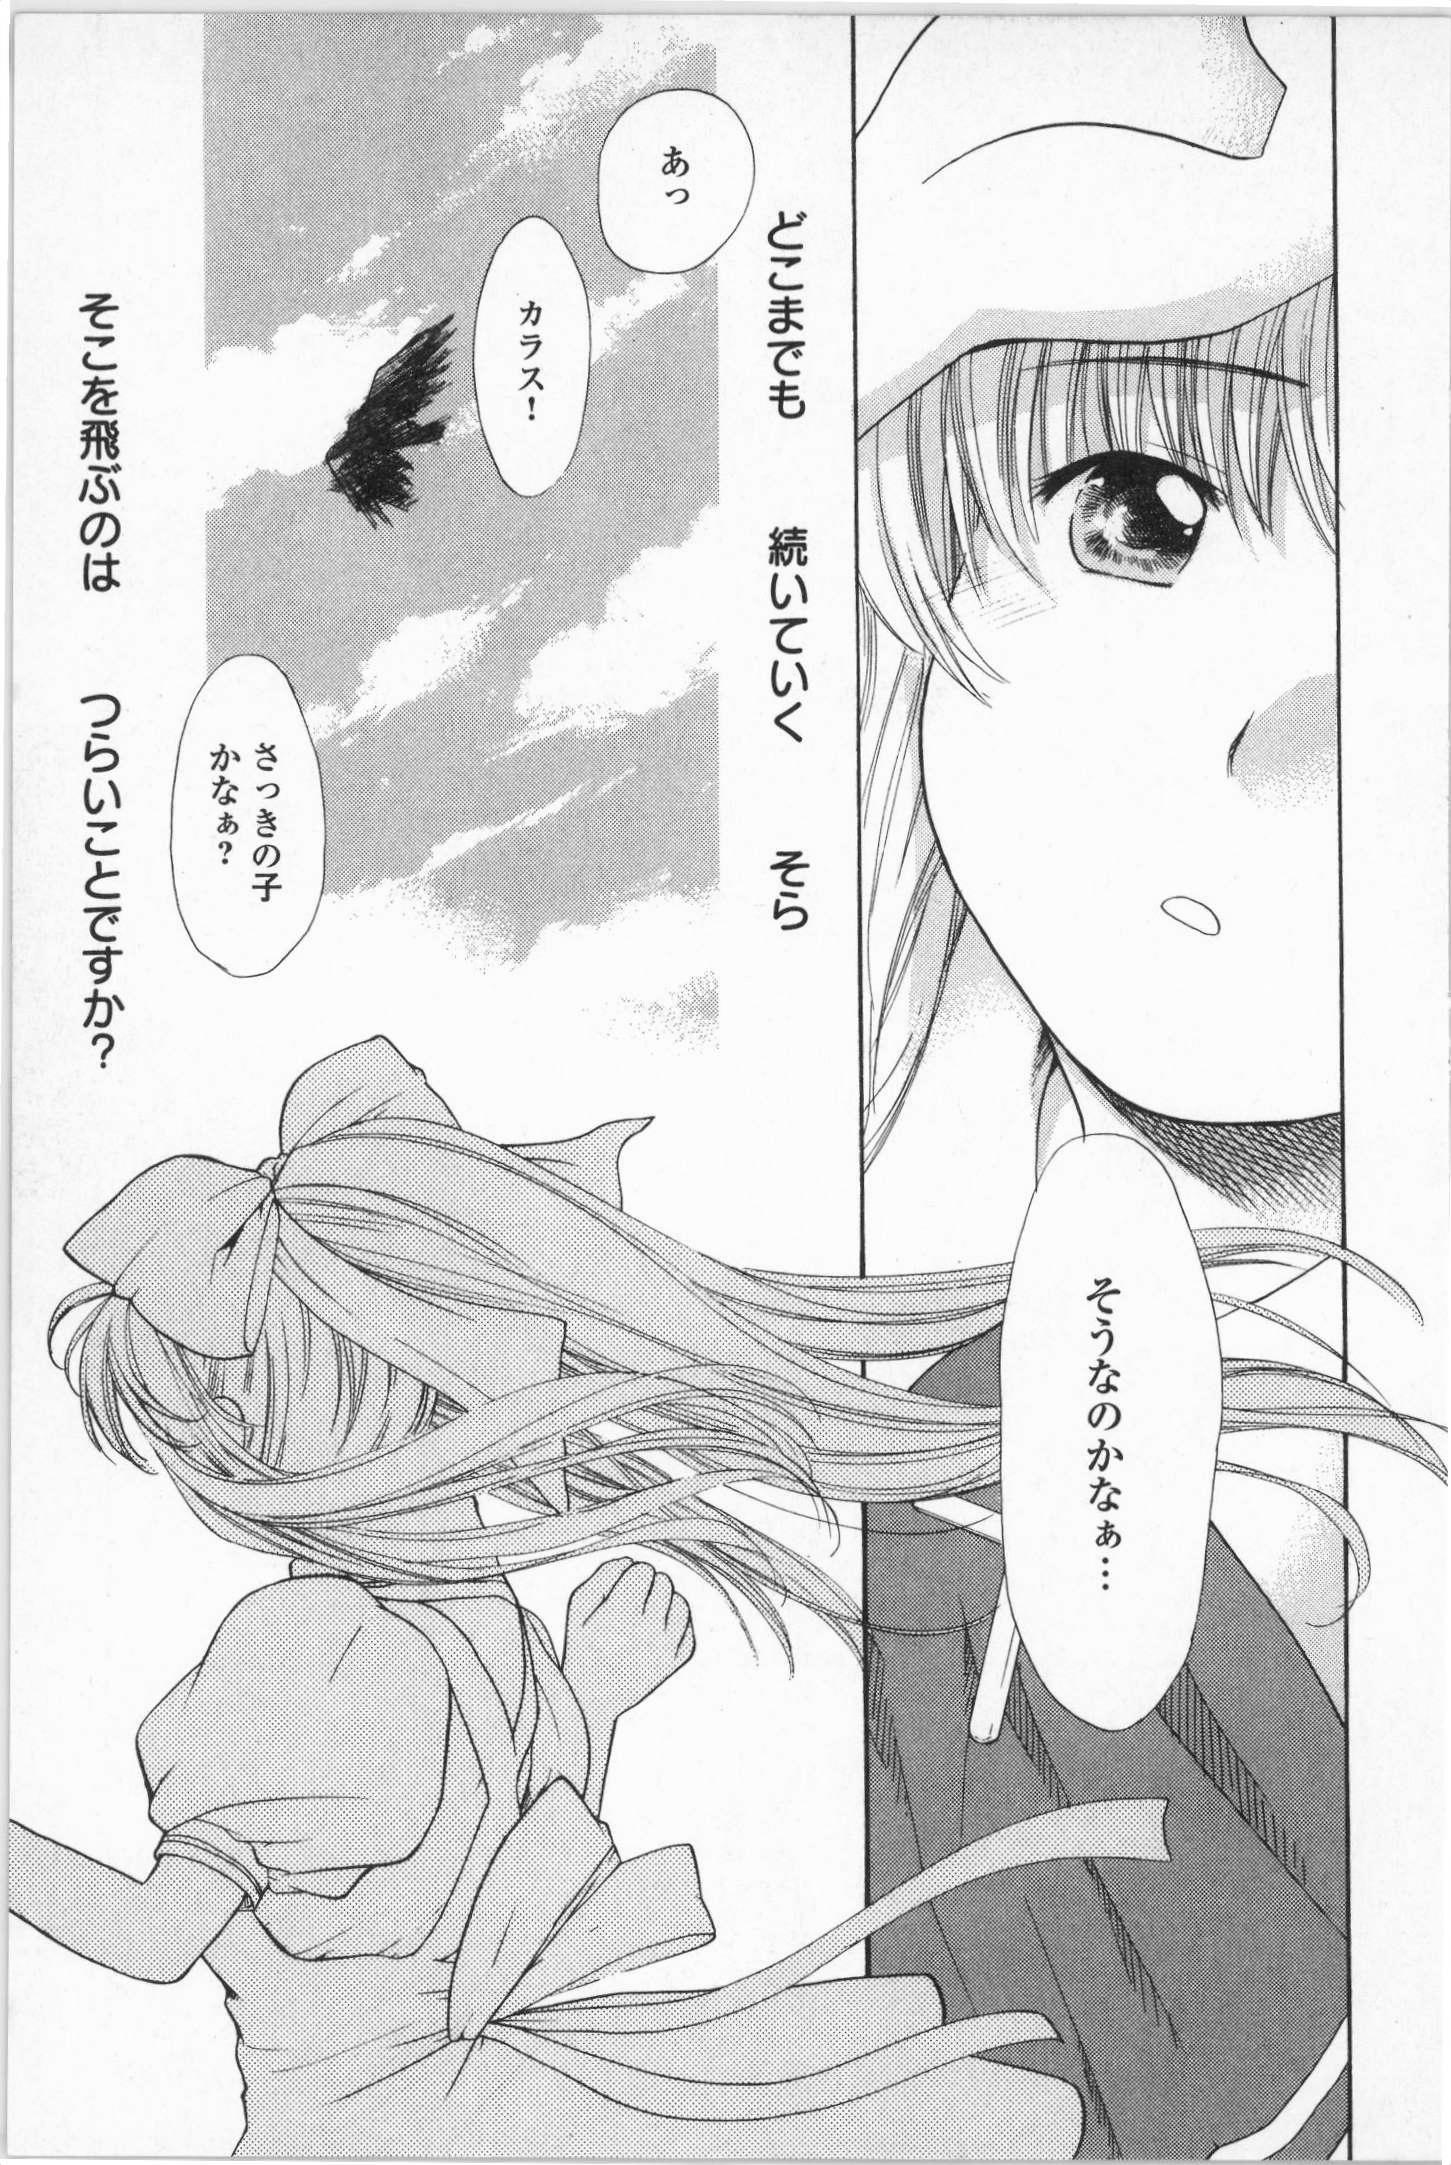 そうなのかなぁ…
どこまでも　続いていく　そら
あっ
カラス！
さっきの子
かなぁ？
そこを飛ぶのは　つらいことですか？